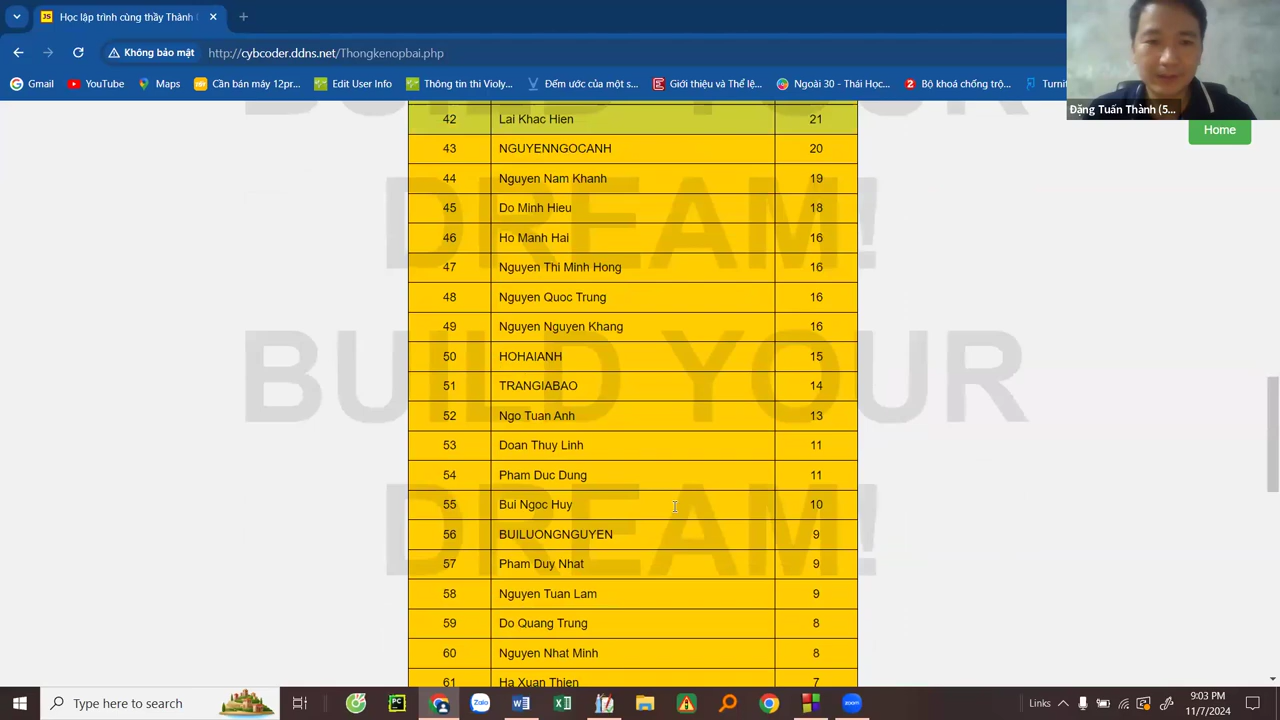 Học lập trình cùng thầy Thành (
Không bảo mật
http://cybcoder.ddns.net/Thongkenopbai.php
Gmail
YouTube
Maps
Cần bán máy 12pr...
Edit User Info
Thông tin thi Violy...
Đếm ước của một s...
Giới thiệu và Thể lệ...
Ngoài 30 - Thái Học...
Bộ khoá chống trộ...
Turnit
Đặng Tuấn Thành (5...
Home
42 Lai Khac Hien 21
43 NGUYENNGOCANH 20
44 Nguyen Nam Khanh 19
45 Do Minh Hieu 18
46 Ho Manh Hai 16
47 Nguyen Thi Minh Hong 16
48 Nguyen Quoc Trung 16
49 Nguyen Nguyen Khang 16
50 HOHAIANH 15
51 TRANGIABAO 14
52 Ngo Tuan Anh 13
53 Doan Thuy Linh 11
54 Pham Duc Dung 11
55 Bui Ngoc Huy 10
56 BUILUONGNGUYEN 9
57 Pham Duy Nhat 9
58 Nguyen Tuan Lam 9
59 Do Quang Trung 8
60 Nguyen Nhat Minh 8
61 Ha Xuan Thien 7
BUILD YOUR
DREAM!
BUILD YOUR
DREAM!
Type here to search
Links
9:03 PM
11/7/2024